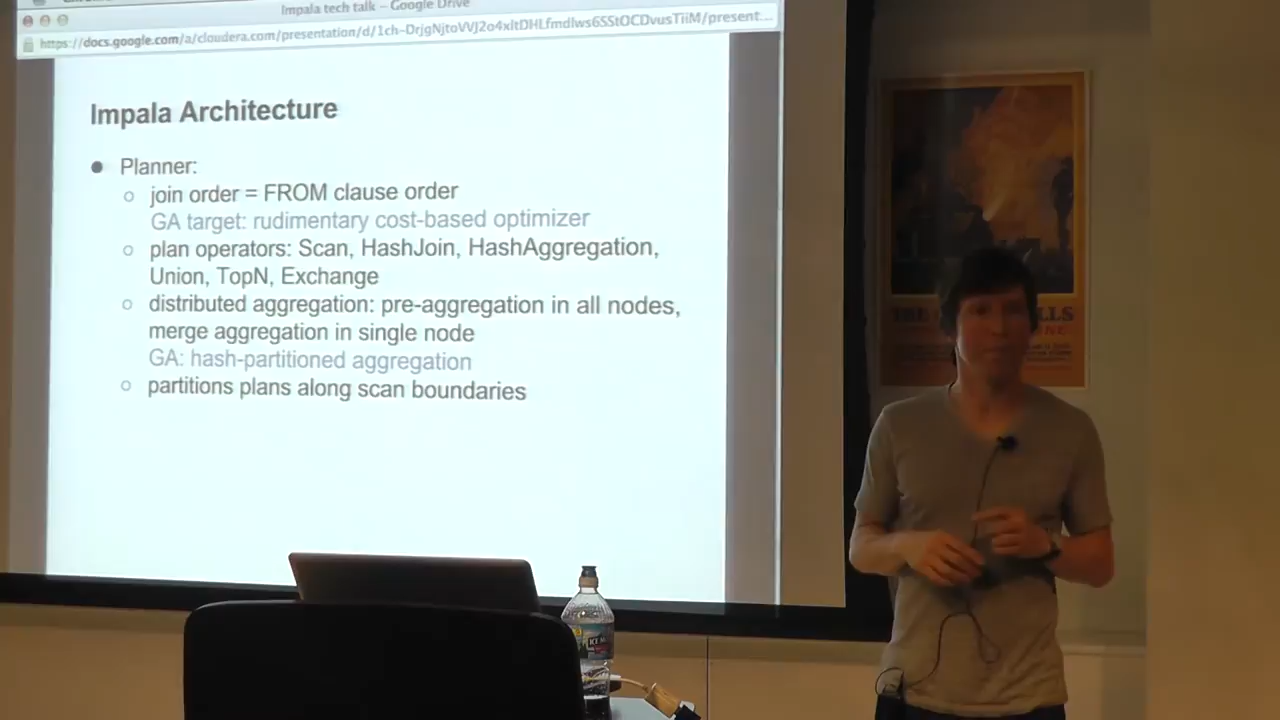 Impala tech talk – Google Drive
https://docs.google.com/a/cloudera.com/presentation/d/1ch-DrjgNjtoVVJ2o4xltDHLfmdlws6SStOCDvusTiiM/present...
Impala Architecture
Planner:
join order = FROM clause order
GA target: rudimentary cost-based optimizer
plan operators: Scan, HashJoin, HashAggregation,
Union, TopN, Exchange
distributed aggregation: pre-aggregation in all nodes,
merge aggregation in single node
GA: hash-partitioned aggregation
partitions plans along scan boundaries